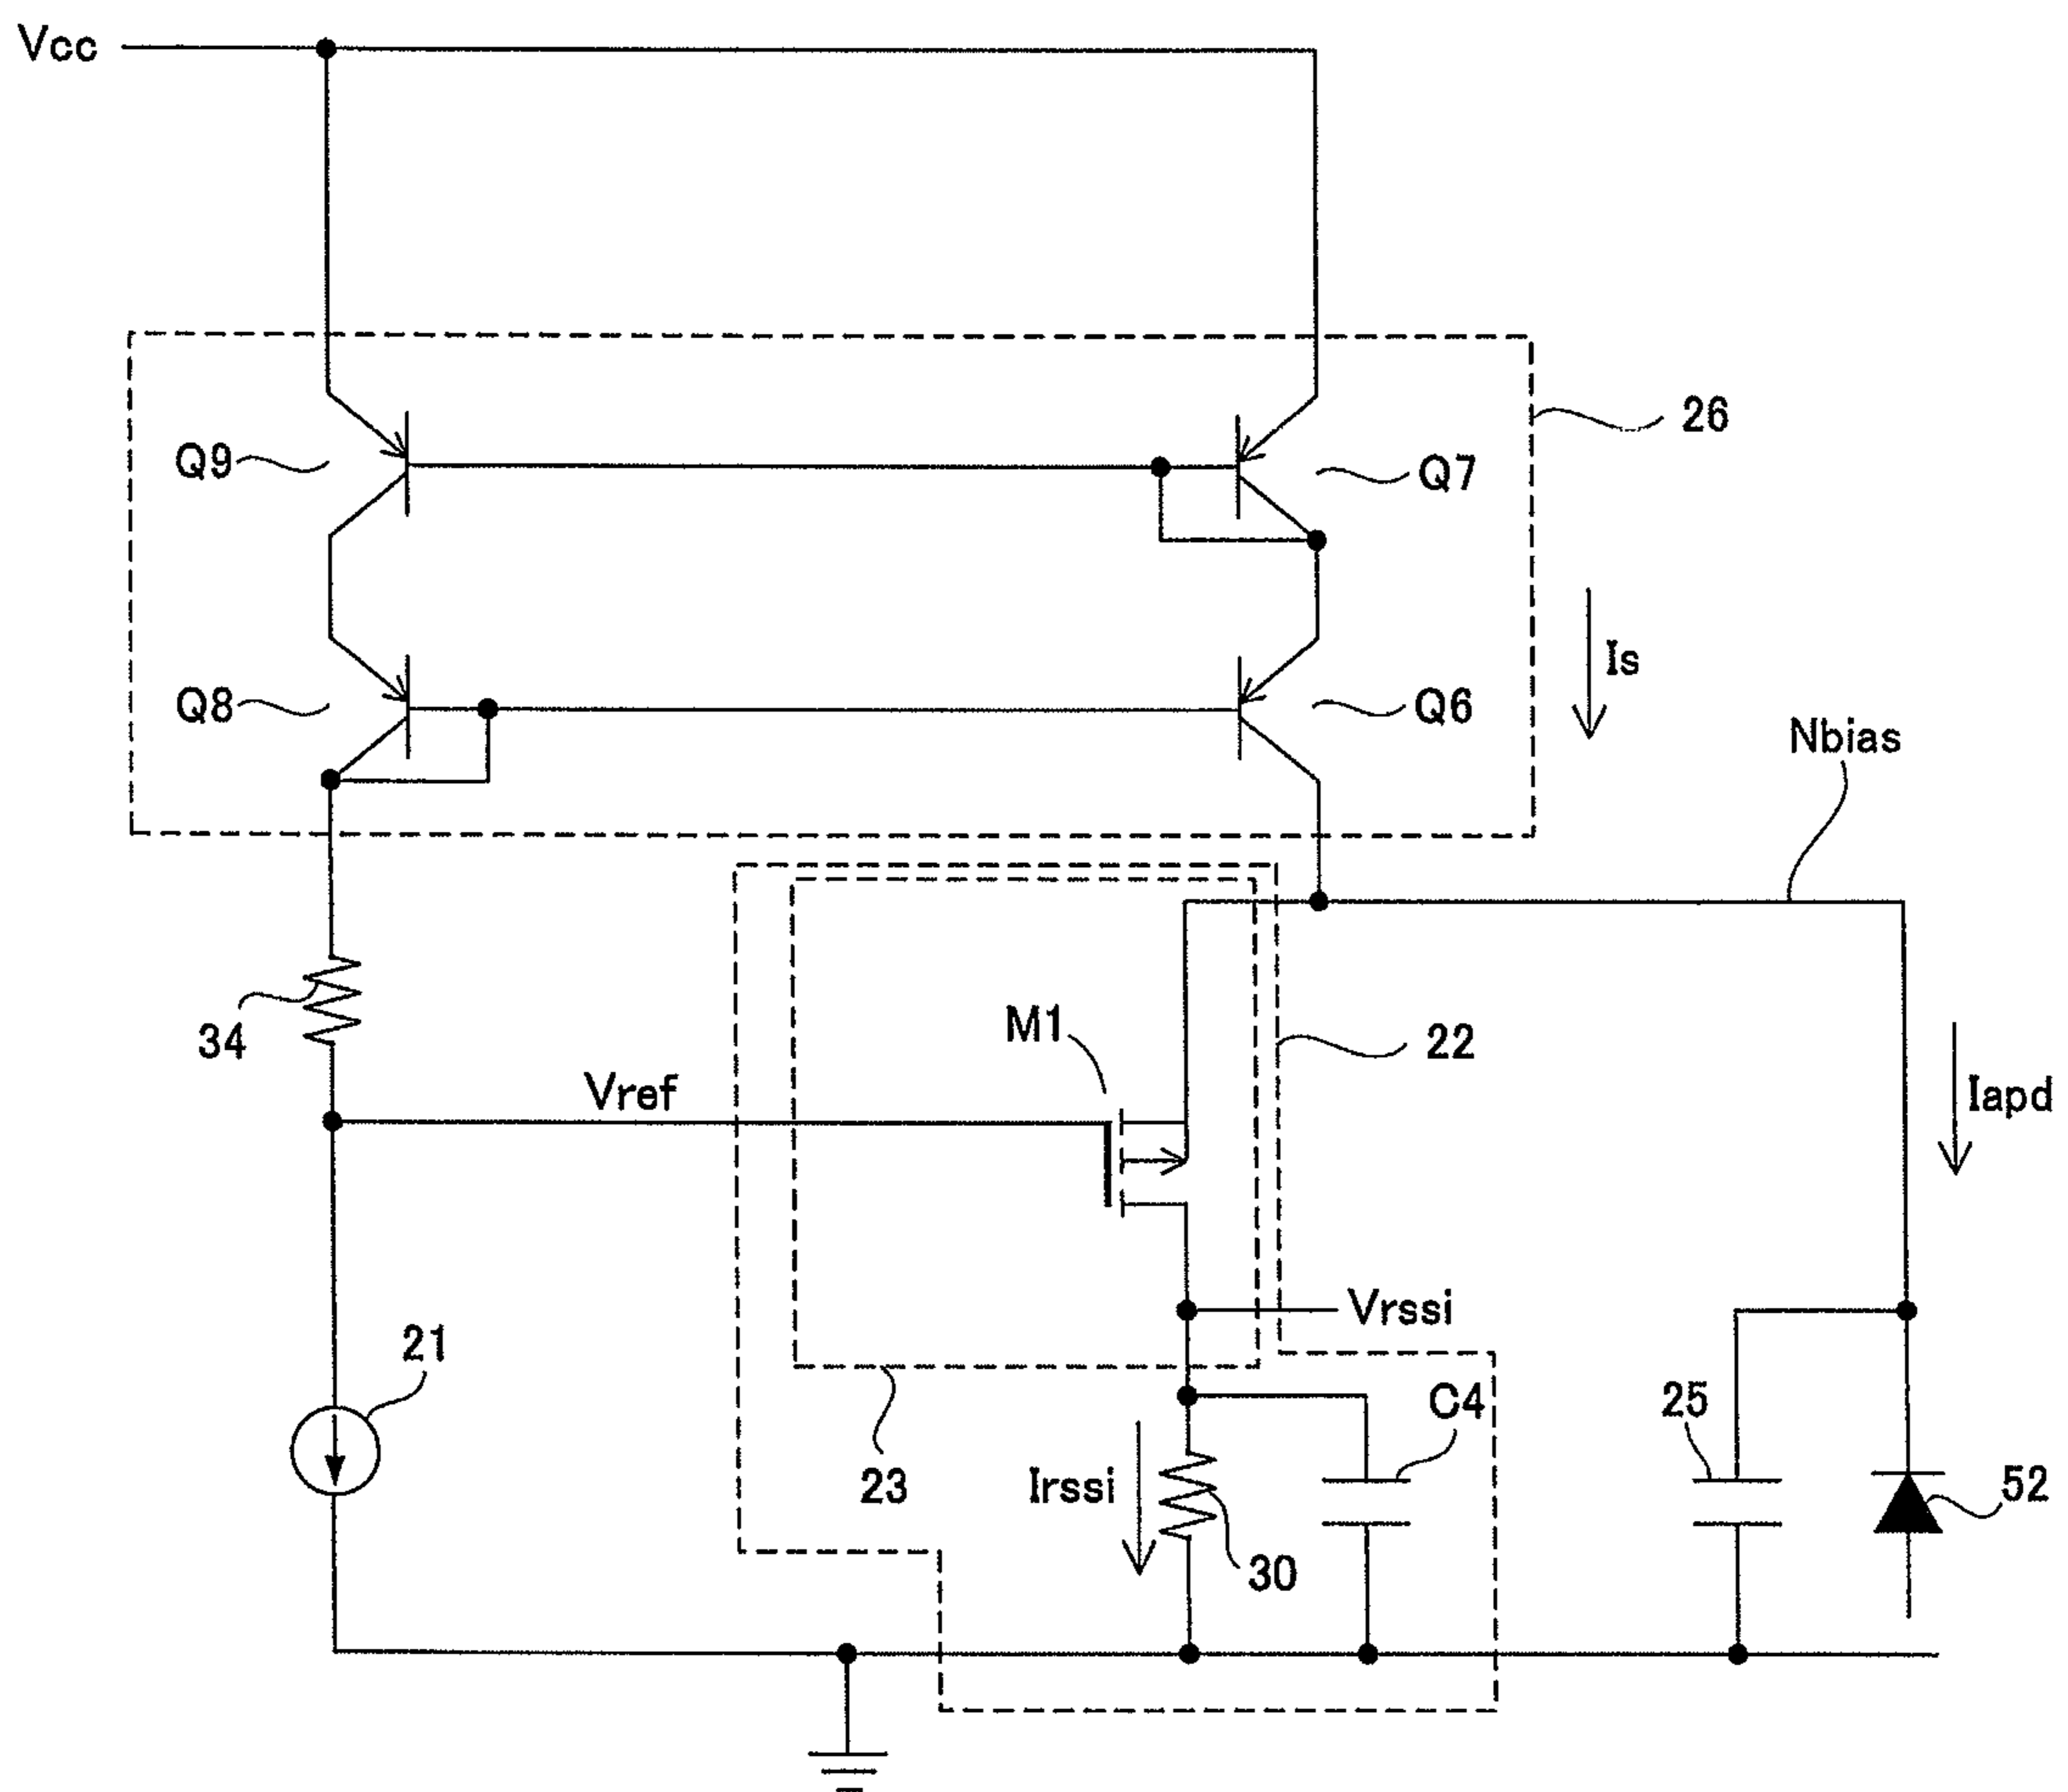 Vcc
26
Q9
Q7
Is
Q8
Q6
Nbias
34
M1
22
Vref
Iapd
Vrssi
21
C4
25
23
Irssi
52
30